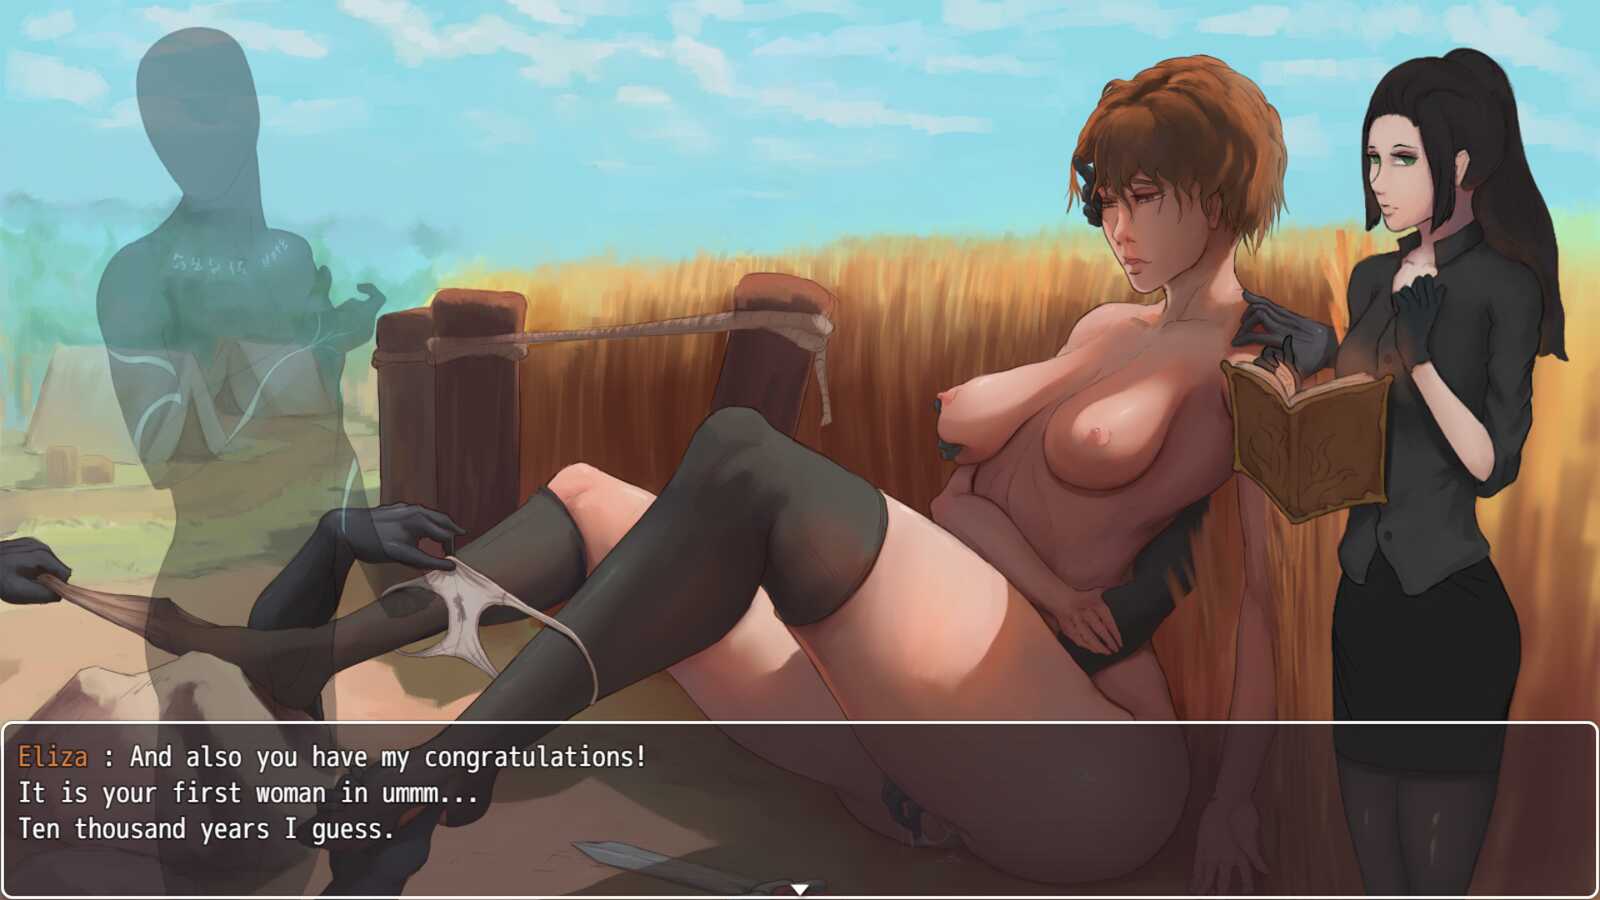 Eliza : And also you have my congratulations!
It is your first woman in ummm...
Ten thousand years I guess.